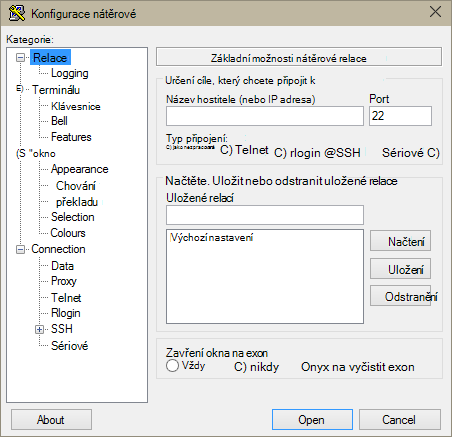 Konfigurace nátěrové
Kategorie:
Relace
Logging
E) Terminálu
Klávesnice
Bell
Features
(S "okno
Appearance
Chování
překladu
Selection
Colours
Connection
Data
Proxy
Telnet
Rlogin
SSH
Sériové
Základní možnosti nátěrové relace
Určení cíle, který chcete připojit k
Název hostitele (nebo IP adresa) Port
22
Typ připojení:
C) Telnet C) rlogin @SSH Sériové C)
Načtěte. Uložit nebo odstranit uložené relace
Uložené relací
Výchozí nastavení
Načtení
Uložení
Odstranění
Zavření okna na exon
Vždy C) nikdy Onyx na vyčistit exon
About Open Cancel